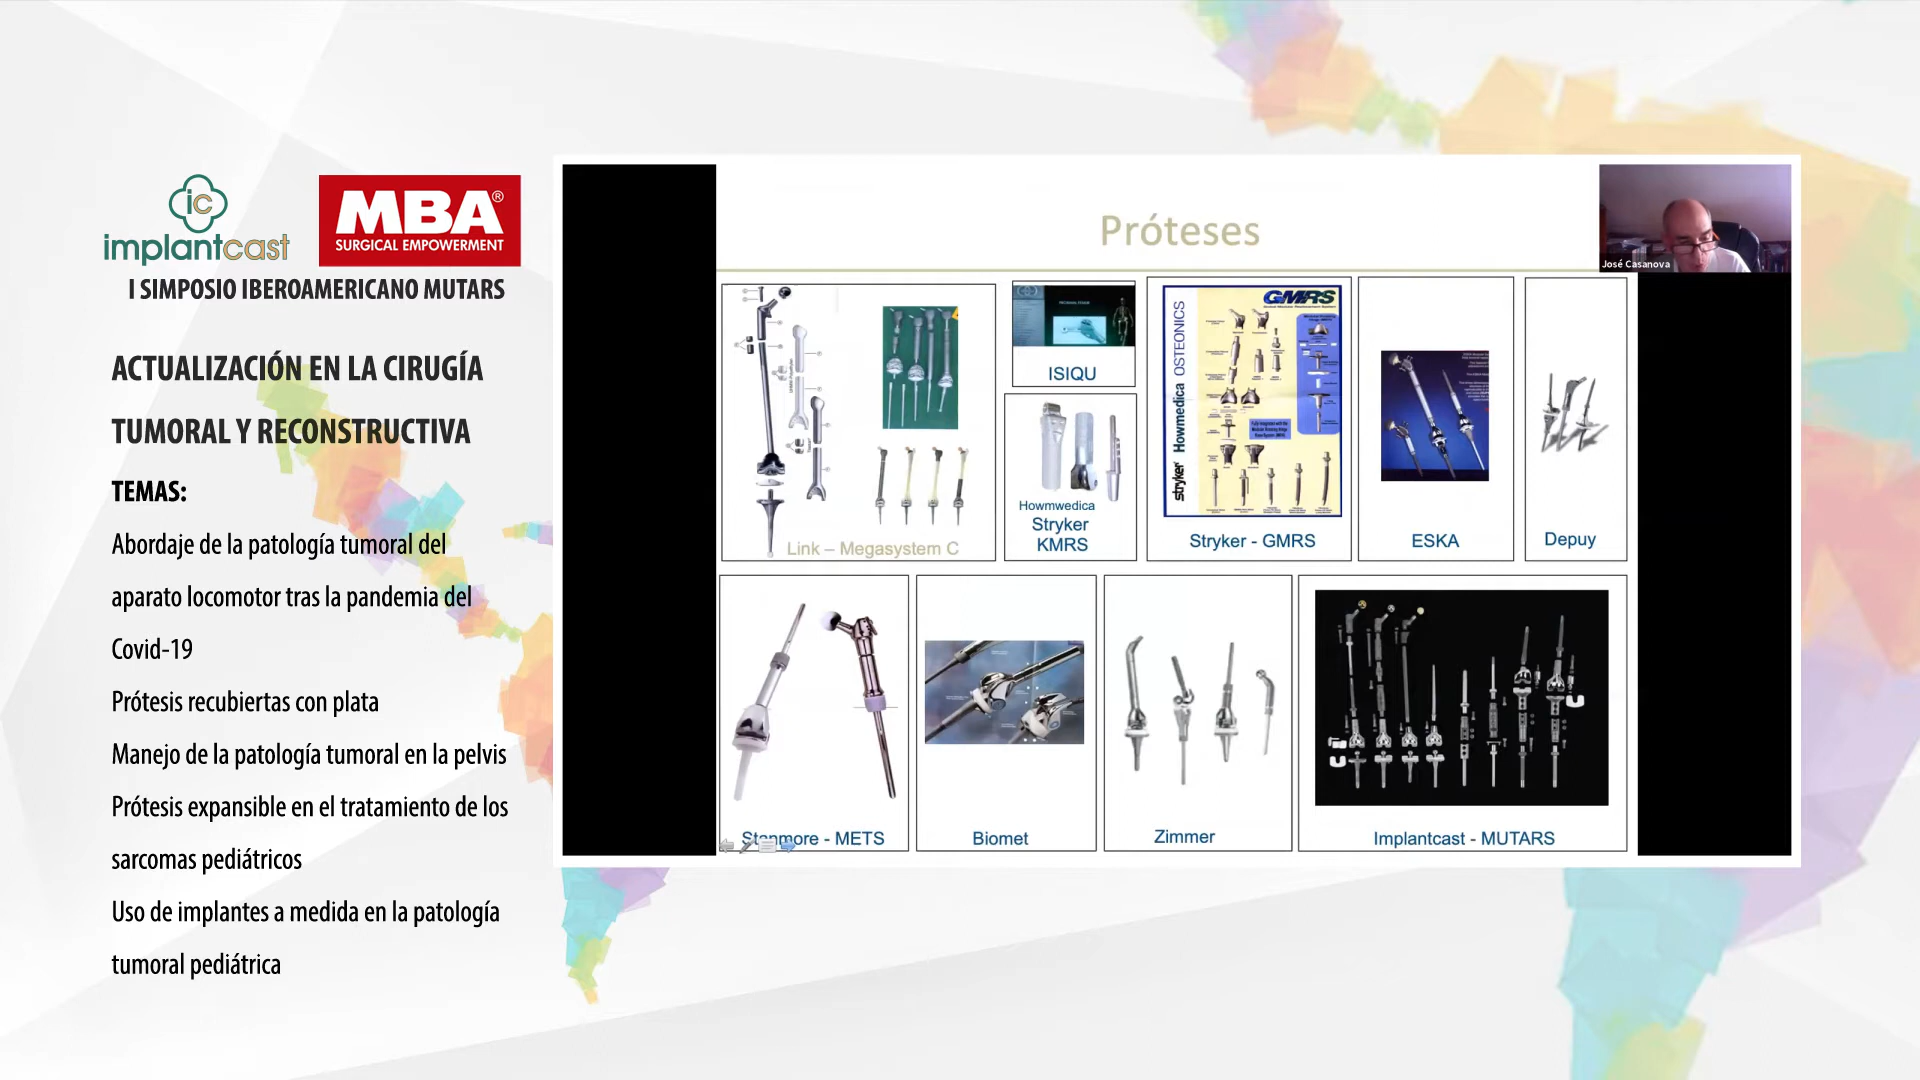 ic
implantcast
MBA®
SURGICAL EMPOWERMENT
I SIMPOSIO IBEROAMERICANO MUTARS
ACTUALIZACIÓN EN LA CIRUGÍA
TUMORAL Y RECONSTRUCTIVA
TEMAS:
Abordaje de la patología tumoral del
aparato locomotor tras la pandemia del
Covid-19
Prótesis recubiertas con plata
Manejo de la patología tumoral en la pelvis
Prótesis expansible en el tratamiento de los
sarcomas pediátricos
Uso de implantes a medida en la patología
tumoral pediátrica
Próteses
José Casanova
Link – Megasystem C
ISIQU
Howmwedica
Stryker
KMRS
GMRS
stryker Howmedica OSTEONICS
Stryker - GMRS
ESKA
Depuy
Stanmore - METS
Biomet
Zimmer
Implantcast - MUTARS